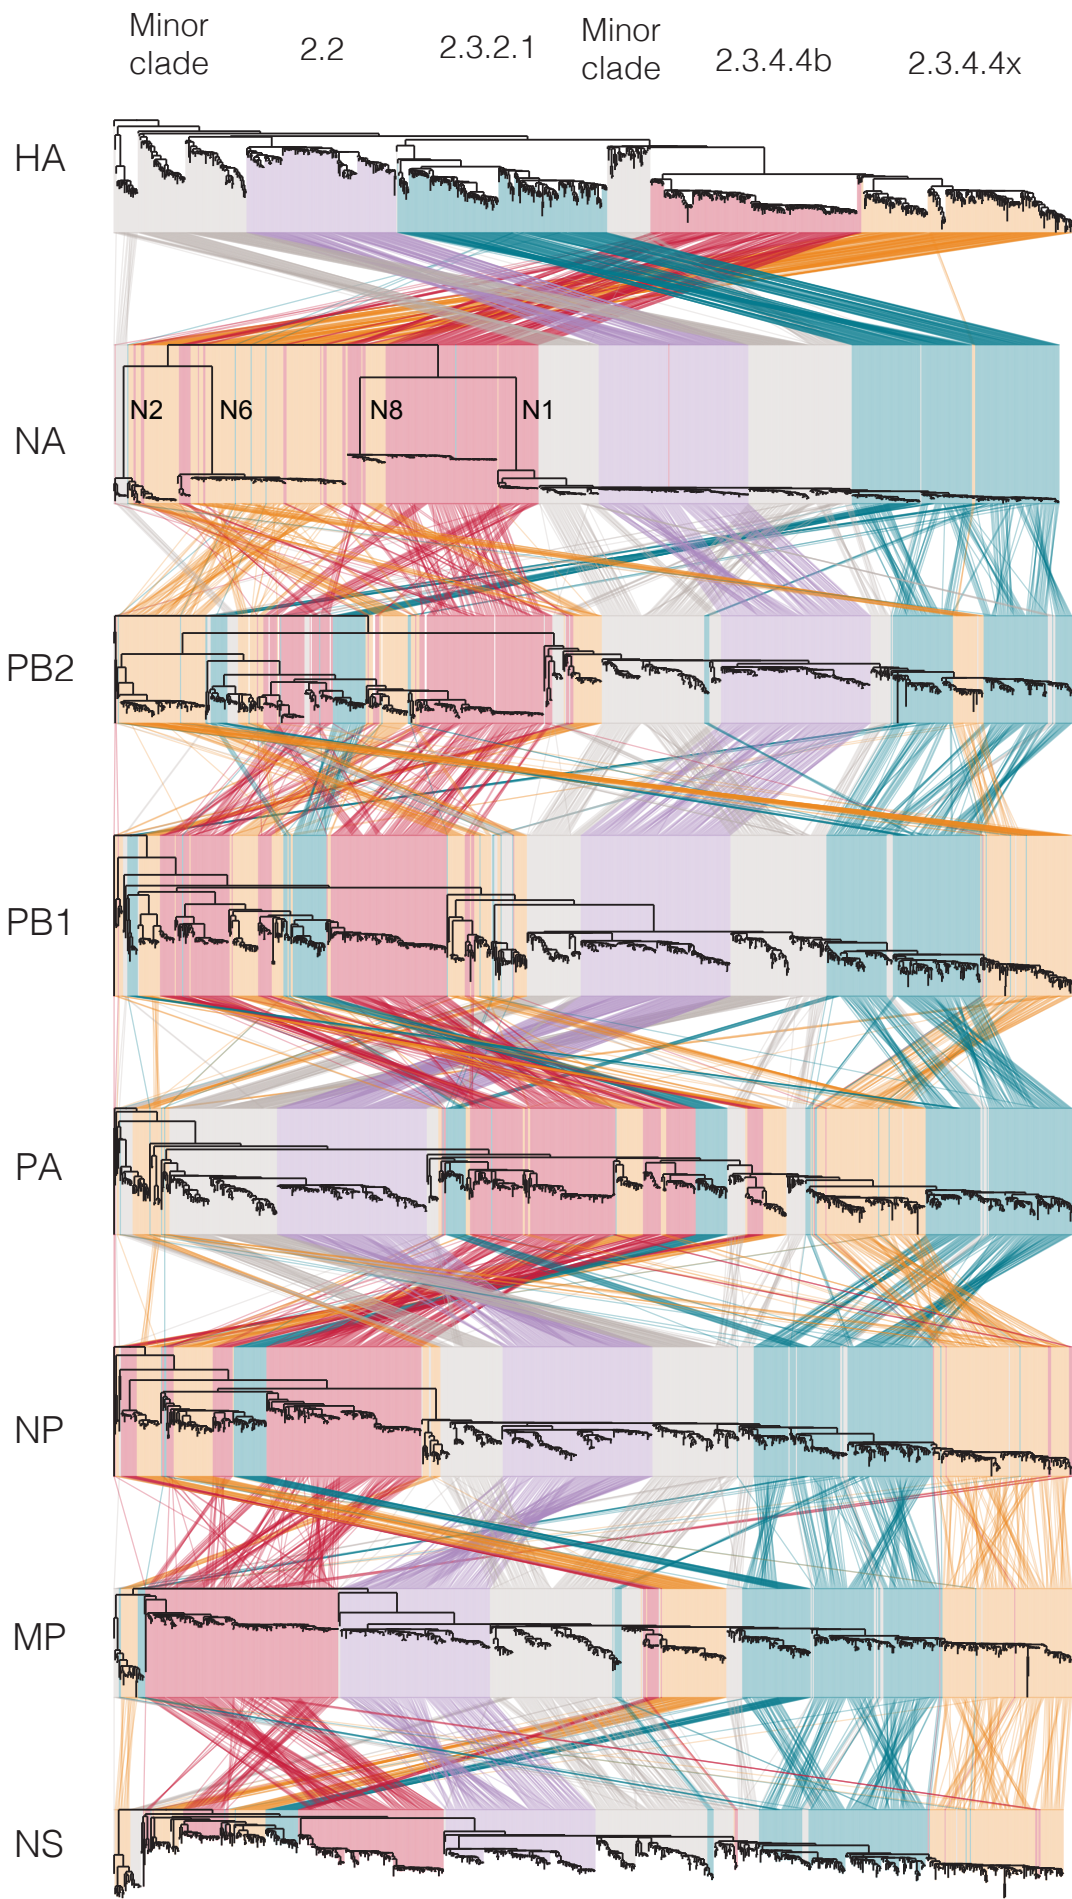 Minor clade
2.2
2.3.2.1
Minor clade
2.3.4.4b
2.3.4.4x
HA
NA
N2
N6
N8
N1
PB2
PB1
PA
NP
MP
NS